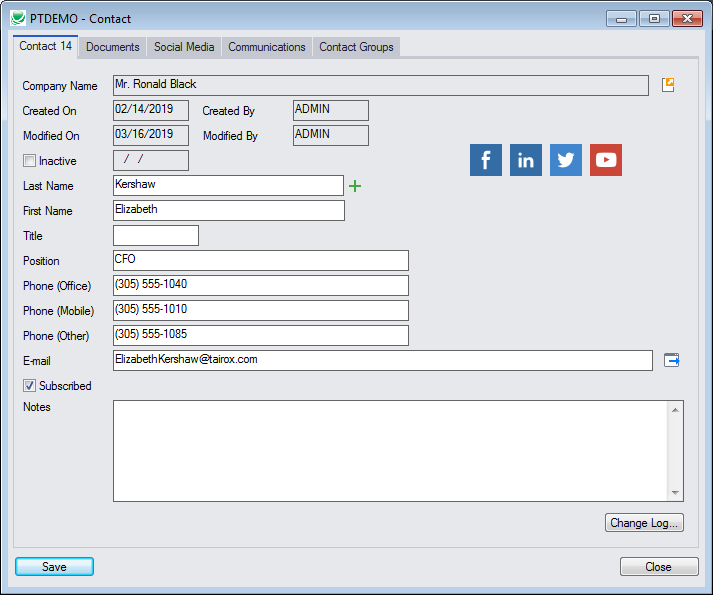 PTDEMO - Contact
Contact 14 Documents Social Media Communications Contact Groups
Company Name Mr. Ronald Black
Created On 02/14/2019 Created By ADMIN
Modified On 03/16/2019 Modified By ADMIN
Inactive / /
Last Name Kershaw
First Name Elizabeth
Title
Position CFO
Phone (Office) (305) 555-1040
Phone (Mobile) (305) 555-1010
Phone (Other) (305) 555-1085
E-mail ElizabethKershaw@tairox.com
Subscribed
Notes
Change Log...
Save Close